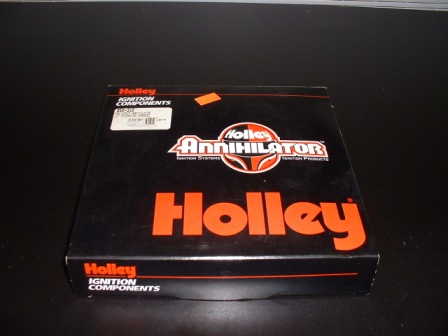 Holley
IGNITION
COMPONENTS
Holley
ANNIHILATOR
IGNITION SYSTEMS IGNITION PRODUCTS
Holley
Holley
IGNITION
COMPONENTS